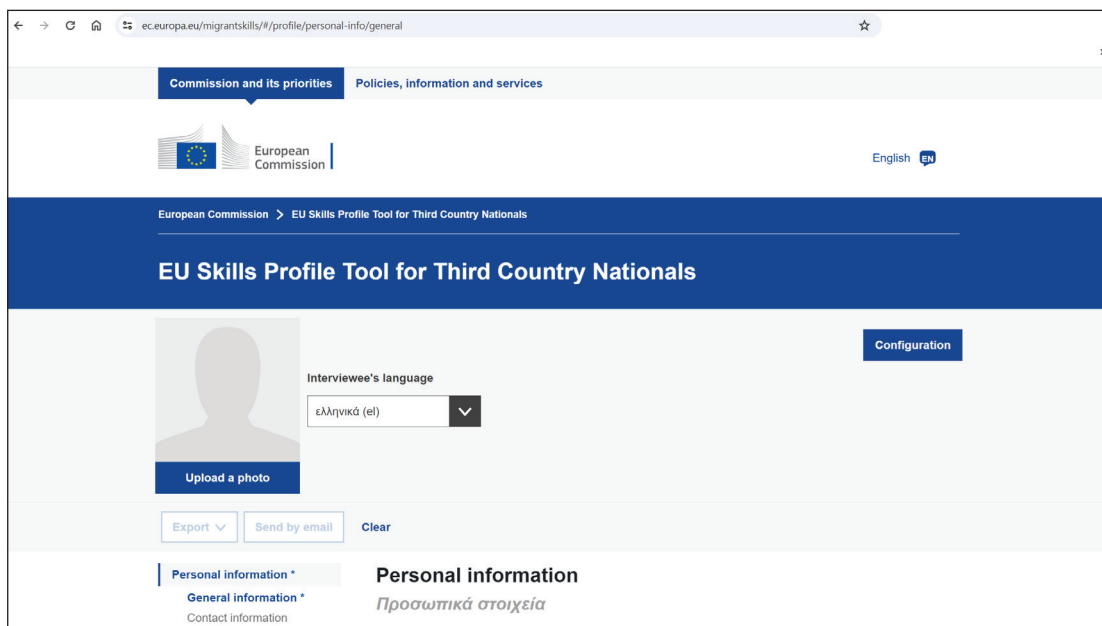 ec.europa.eu/migrantskills/#/profile/personal-info/general
Commission and its priorities Policies, information and services
European
Commission
English EN
European Commission > EU Skills Profile Tool for Third Country Nationals
EU Skills Profile Tool for Third Country Nationals
Configuration
Interviewee's language
ελληνικά (el)
Upload a photo
Export Send by email Clear
Personal information *
General information *
Contact information
Personal information
Προσωπικά στοιχεία